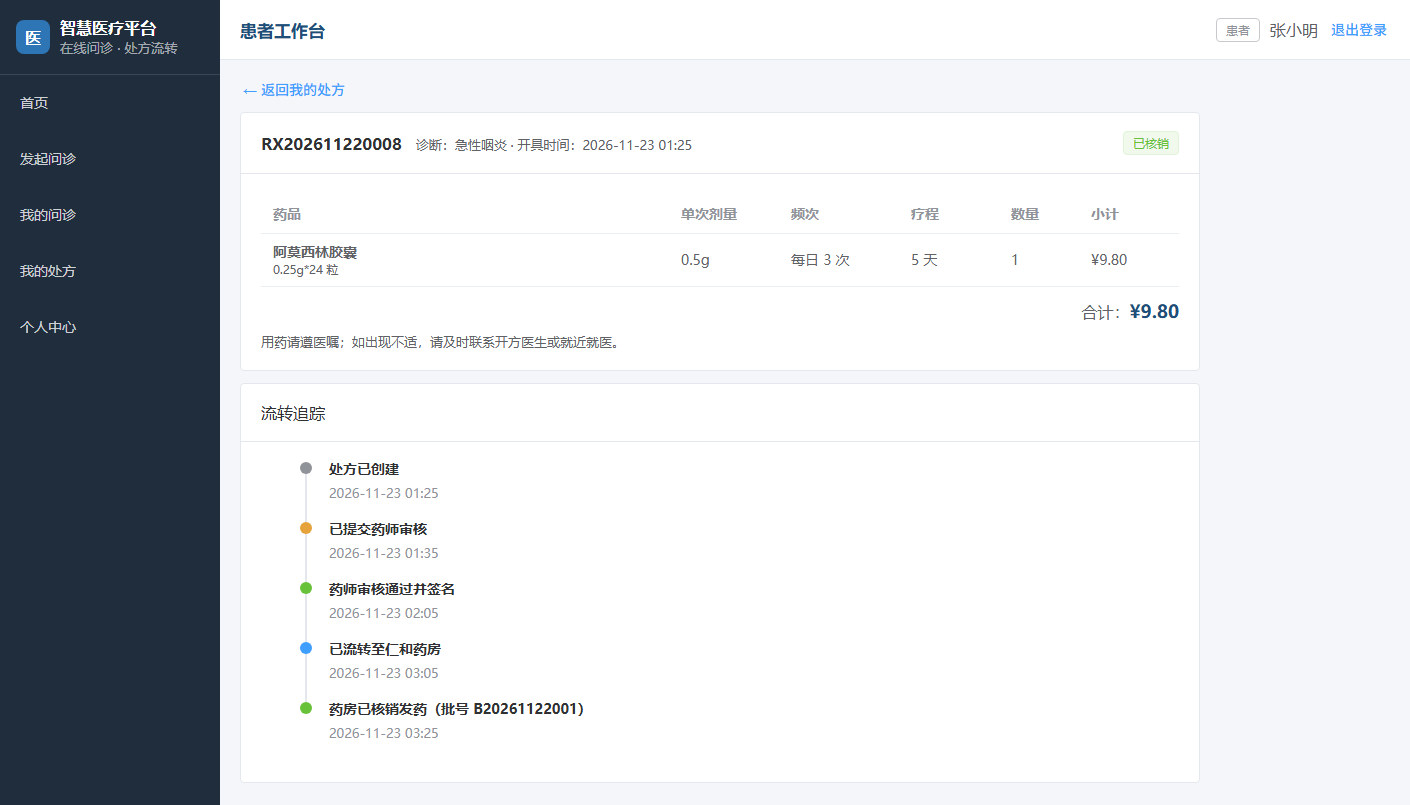 医
智慧医疗平台
在线问诊 · 处方流转
首页
发起问诊
我的问诊
我的处方
个人中心
患者工作台
患者 张小明 退出登录
← 返回我的处方
RX202611220008 诊断：急性咽炎 · 开具时间：2026-11-23 01:25 已核销
药品 单次剂量 频次 疗程 数量 小计
阿莫西林胶囊
0.25g*24 粒
0.5g 每日 3 次 5 天 1 ¥9.80
合计：¥9.80
用药请遵医嘱；如出现不适，请及时联系开方医生或就近就医。
流转追踪
处方已创建
2026-11-23 01:25
已提交药师审核
2026-11-23 01:35
药师审核通过并签名
2026-11-23 02:05
已流转至仁和药房
2026-11-23 03:05
药房已核销发药（批号 B20261122001）
2026-11-23 03:25